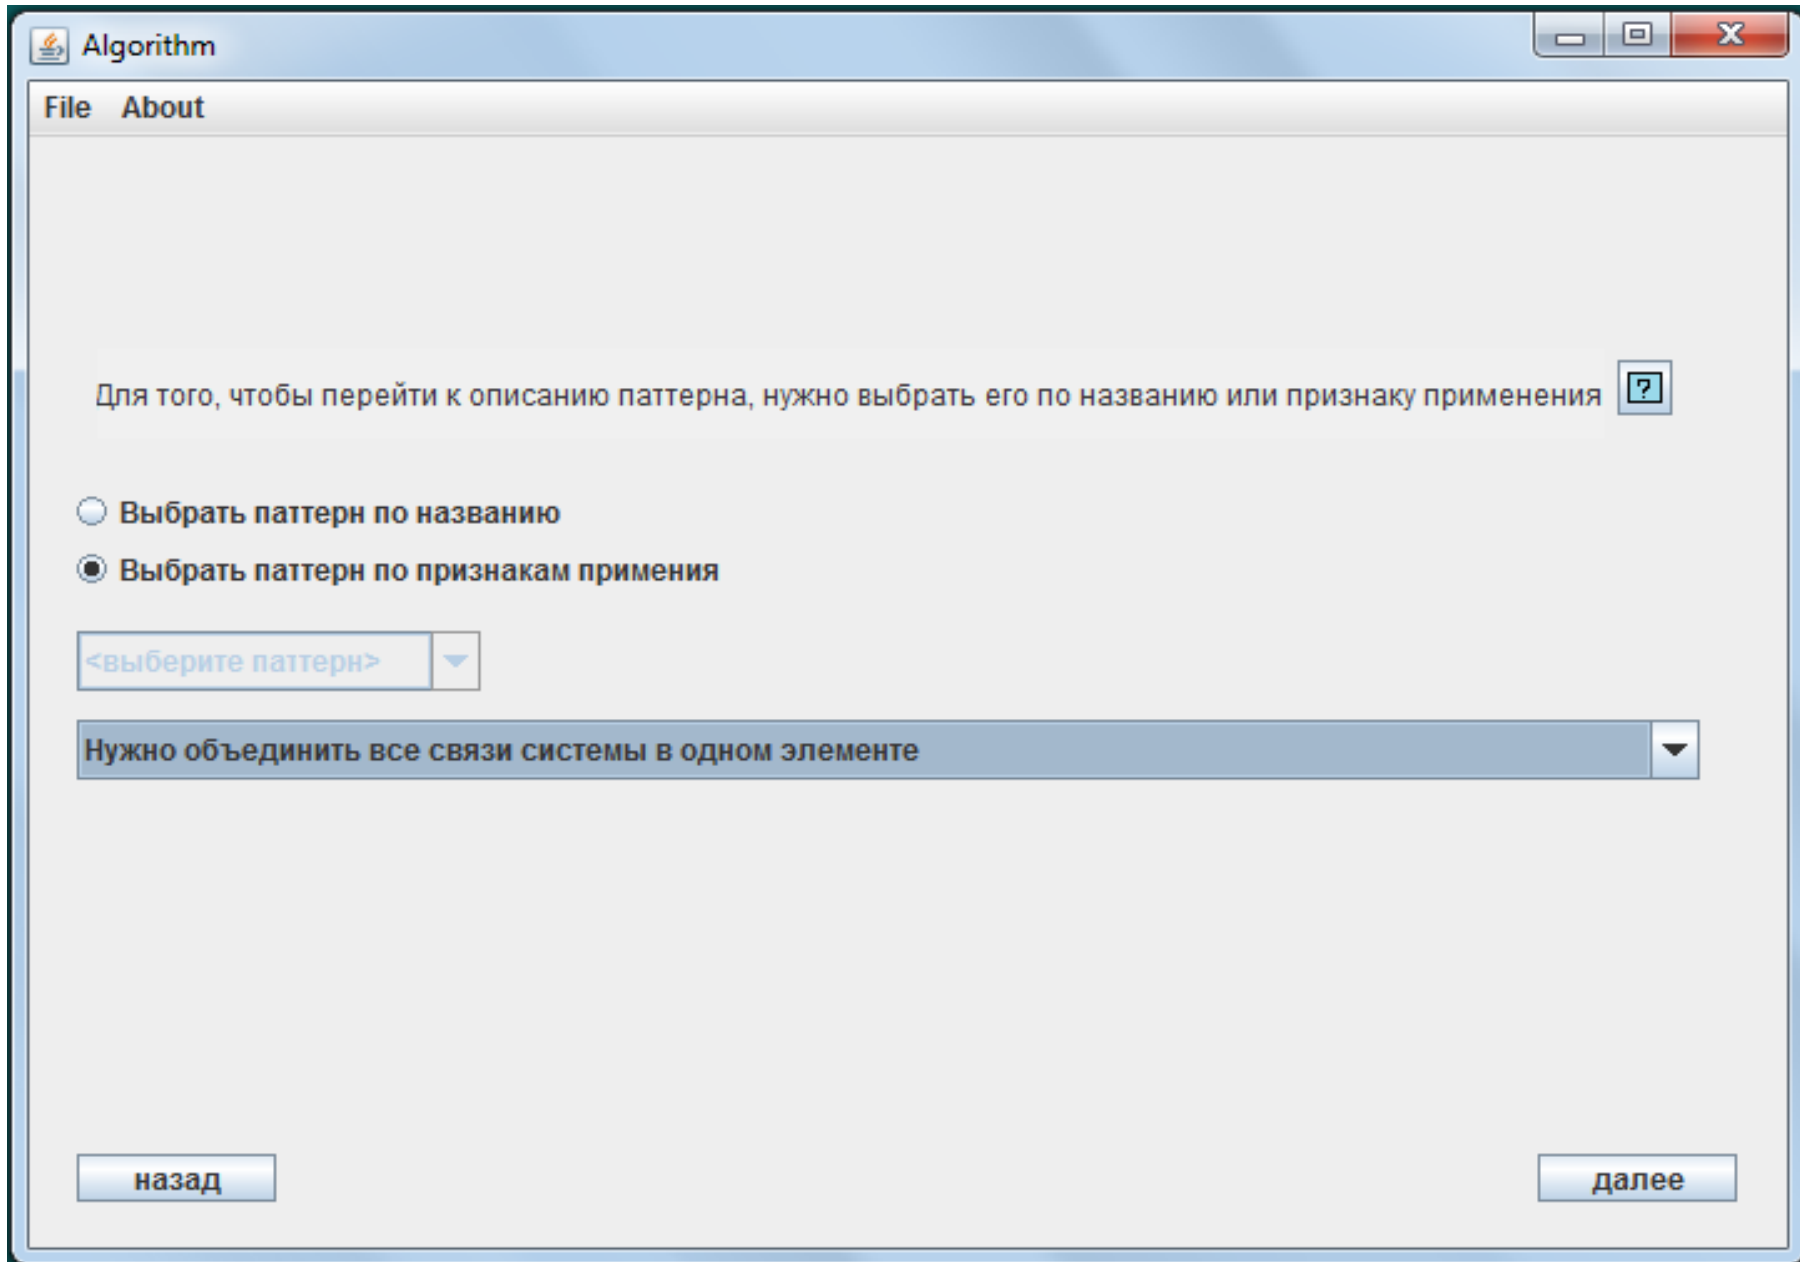 Algorithm
File About
Для того, чтобы перейти к описанию паттерна, нужно выбрать его по названию или признаку применения
Выбрать паттерн по названию
Выбрать паттерн по признакам примения
<выберите паттерн>
Нужно объединить все связи системы в одном элементе
назад далее